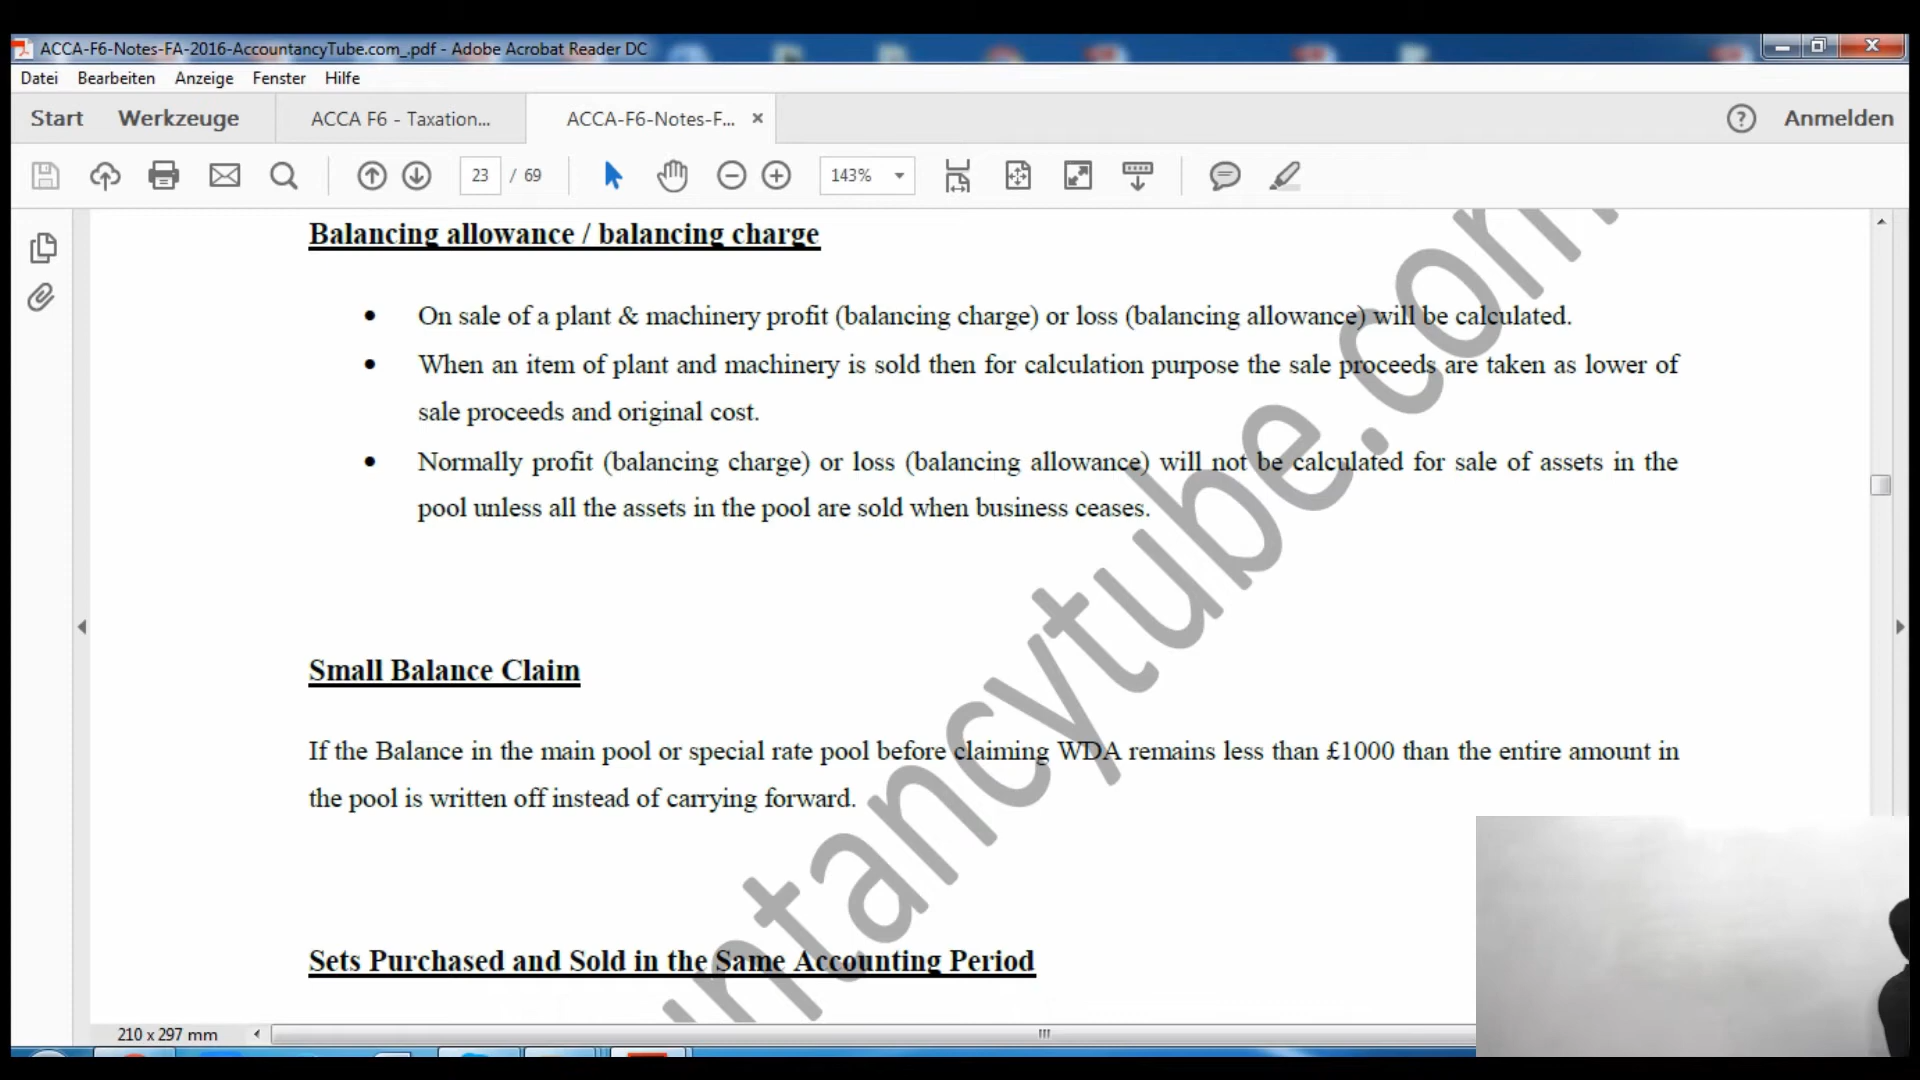 ACCA-F6-Notes-FA-2016-AccountancyTube.com_.pdf - Adobe Acrobat Reader DC
Datei Bearbeiten Anzeige Fenster Hilfe
Start Werkzeuge ACCA F6 - Taxation... ACCA-F6-Notes-F... × ? Anmelden
23 / 69 143%
Balancing allowance / balancing charge
• On sale of a plant & machinery profit (balancing charge) or loss (balancing allowance) will be calculated.
• When an item of plant and machinery is sold then for calculation purpose the sale proceeds are taken as lower of
sale proceeds and original cost.
• Normally profit (balancing charge) or loss (balancing allowance) will not be calculated for sale of assets in the
pool unless all the assets in the pool are sold when business ceases.
Small Balance Claim
If the Balance in the main pool or special rate pool before claiming WDA remains less than £1000 than the entire amount in
the pool is written off instead of carrying forward.
Sets Purchased and Sold in the Same Accounting Period
untancytube.com
210 x 297 mm